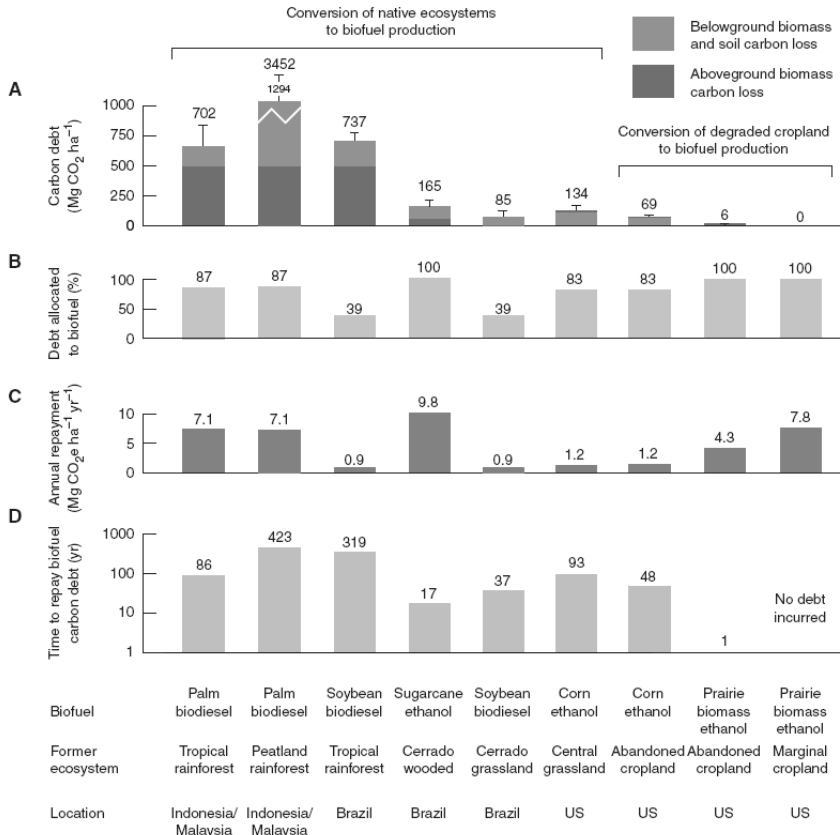 Conversion of native ecosystems
to biofuel production
Belowground biomass
and soil carbon loss
Aboveground biomass
carbon loss
Conversion of degraded cropland
to biofuel production
A
Carbon debt
(Mg CO₂ ha⁻¹)
1000
750
500
250
0
702
3452
1294
737
165
85
134
69
6
0
B
Debt allocated
to biofuel (%)
100
50
0
87
87
39
100
39
83
83
100
100
C
Annual repayment
(Mg CO₂e ha⁻¹ yr⁻¹)
10
5
0
7.1
7.1
0.9
9.8
0.9
1.2
1.2
4.3
7.8
D
Time to repay biofuel
carbon debt (yr)
1000
100
10
1
86
423
319
17
37
93
48
1
No debt
incurred
Biofuel
Palm
biodiesel
Palm
biodiesel
Soybean
biodiesel
Sugarcane
ethanol
Soybean
biodiesel
Corn
ethanol
Corn
ethanol
Prairie
biomass
ethanol
Prairie
biomass
ethanol
Former
ecosystem
Tropical
rainforest
Peatland
rainforest
Tropical
rainforest
Cerrado
wooded
Cerrado
grassland
Central
grassland
Abandoned
cropland
Abandoned
cropland
Marginal
cropland
Location
Indonesia/
Malaysia
Indonesia/
Malaysia
Brazil
Brazil
Brazil
US
US
US
US